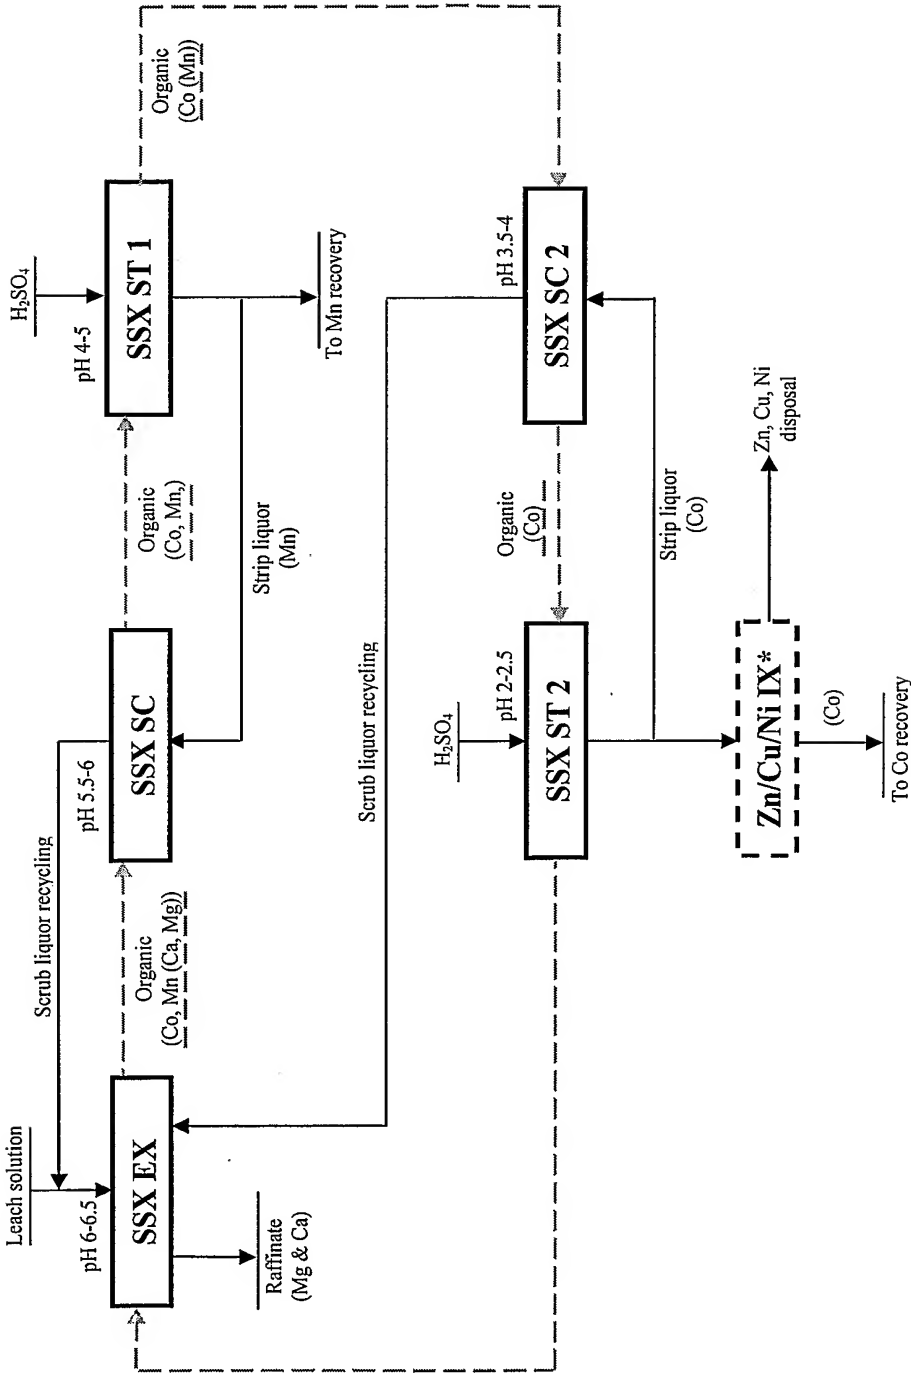 Leach solution
Scrub liquor recycling
H₂SO₄
pH 6-6.5
SSX EX
Organic
(Co, Mn (Ca, Mg))
pH 5.5-6
SSX SC
Organic
(Co, Mn,)
pH 4-5
SSX ST 1
Organic
(Co (Mn))
Raffinate
(Mg & Ca)
Strip liquor
(Mn)
To Mn recovery
Scrub liquor recycling
H₂SO₄
pH 2-2.5
SSX ST 2
Organic
(Co)
pH 3.5-4
SSX SC 2
Strip liquor
(Co)
Zn/Cu/Ni IX*
Zn, Cu, Ni
disposal
(Co)
To Co recovery